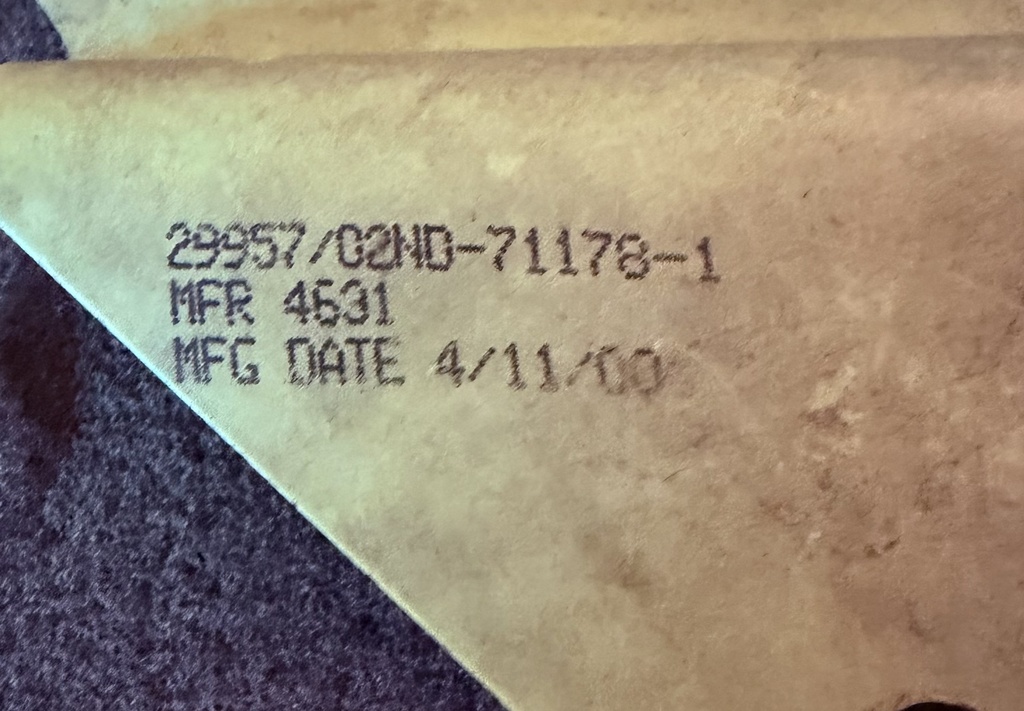 29957/02ND-71178-1
MFR 4631
MFG DATE 4/11/00